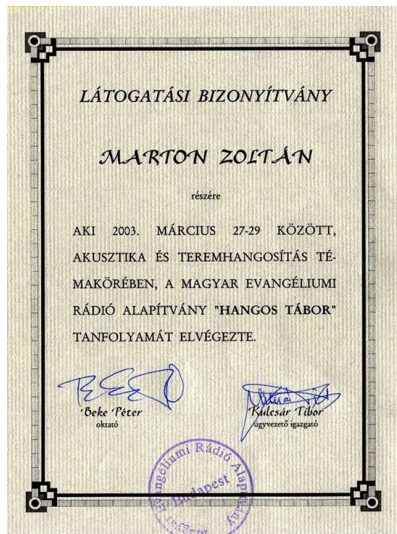 LÁTOGATÁSI BIZONYÍTVÁNY
MARTON ZOLTÁN
részére
AKI 2003. MÁRCIUS 27-29 KÖZÖTT,
AKUSZTIKA ÉS TEREMHANGOSÍTÁS TÉ-
MAKÖRÉBEN, A MAGYAR EVANGÉLIUMI
RÁDIÓ ALAPÍTVÁNY "HANGOS TÁBOR"
TANFOLYAMÁT ELVÉGEZTE.
Beke Péter
oktató
Kulcsár Tibor
ügyvezető igazgató
Magyar Evangéliumi Rádió Alapítvány
Budapest